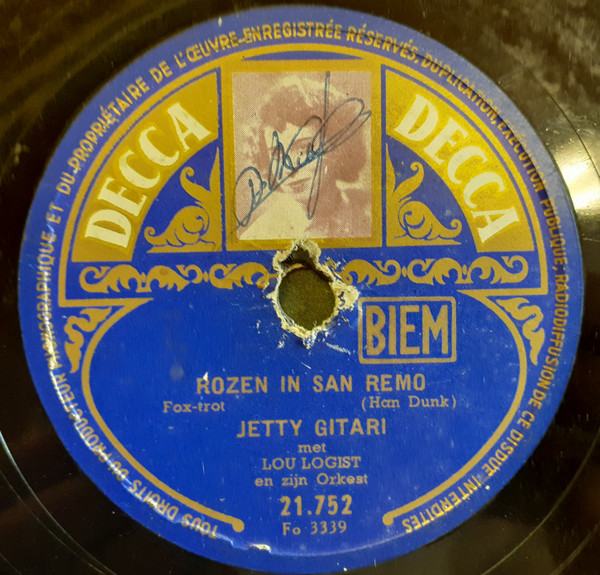 TOUS DROITS DU PRODUCTEUR PHONOGRAPHIQUE ET DU PROPRIÉTAIRE DE L'ŒUVRE ENREGISTRÉE RÉSERVÉS, DUPLICATION, EXÉCUTION PUBLIQUE, RADIODIFFUSION DE CE DISQUE INTERDITES
DECCA DECCA
BIEM
ROZEN IN SAN REMO
Fox-trot (Han Dunk)
JETTY GITARI
met
LOU LOGIST
en zijn Orkest
21.752
Fo 3339